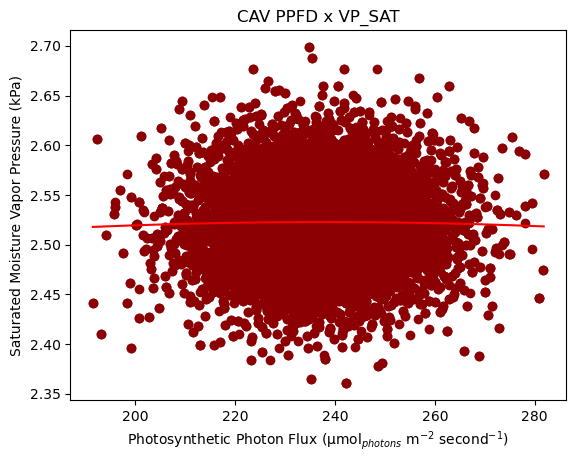 CAV PPFD x VP_SAT
2.70
2.65
2.60
2.55
2.50
2.45
2.40
2.35
Saturated Moisture Vapor Pressure (kPa)
200 220 240 260 280
Photosynthetic Photon Flux (μmol_photons m⁻² second⁻¹)